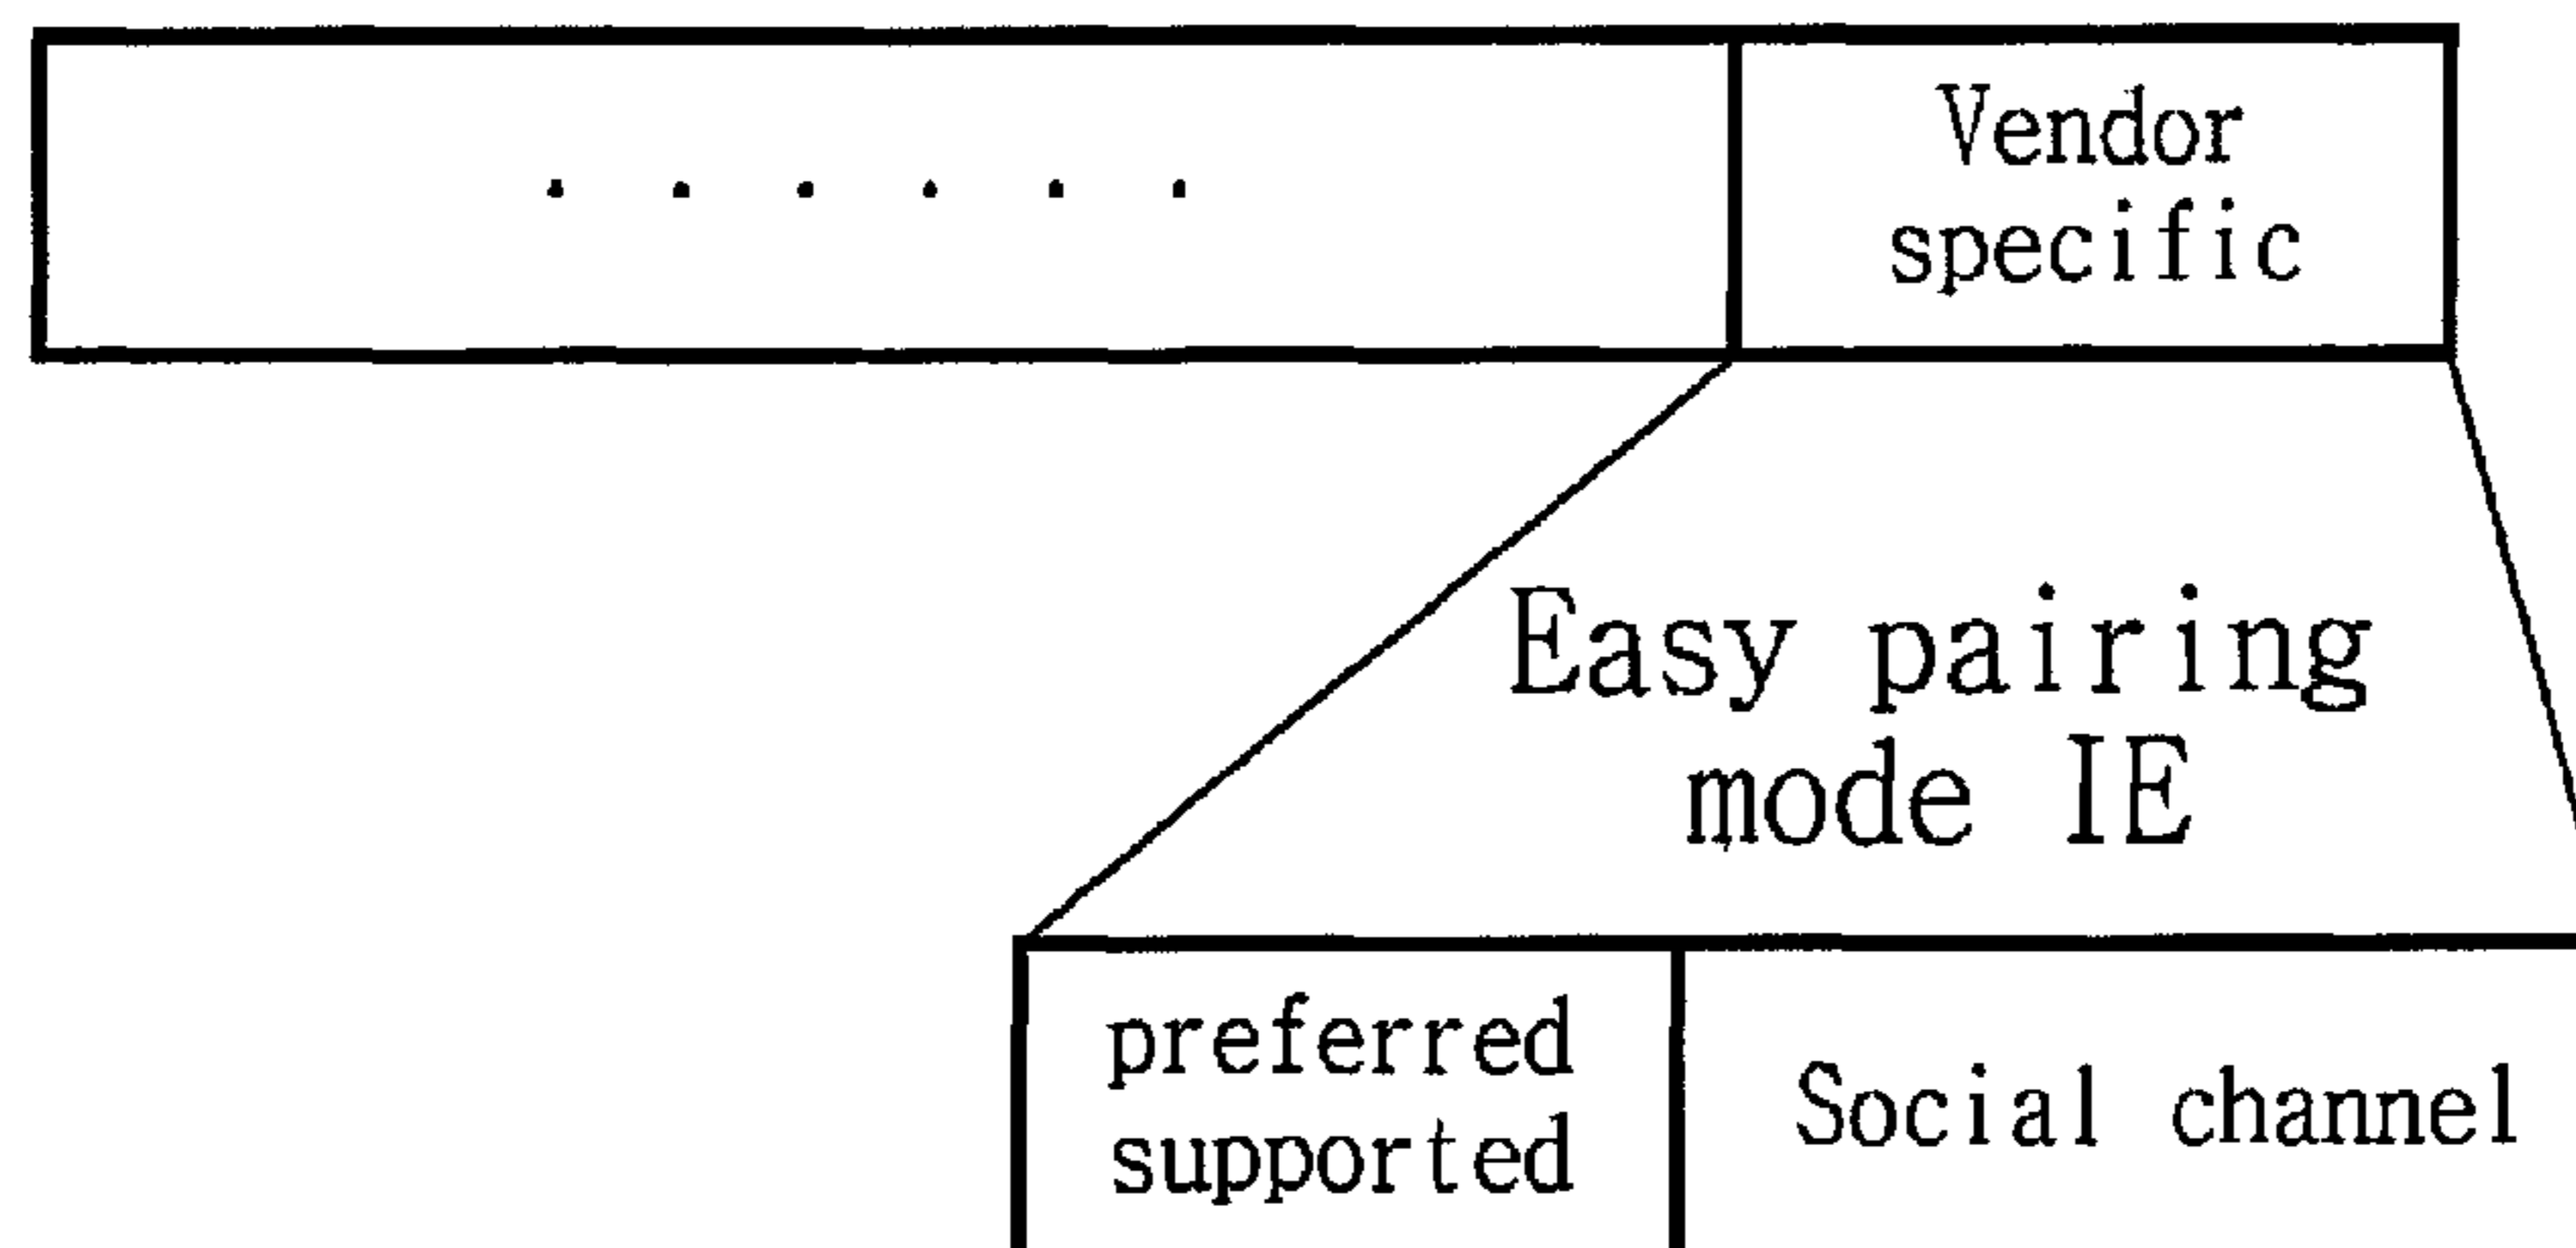 ......
Vendor
specific
Easy pairing
mode IE
preferred
supported
Social channel